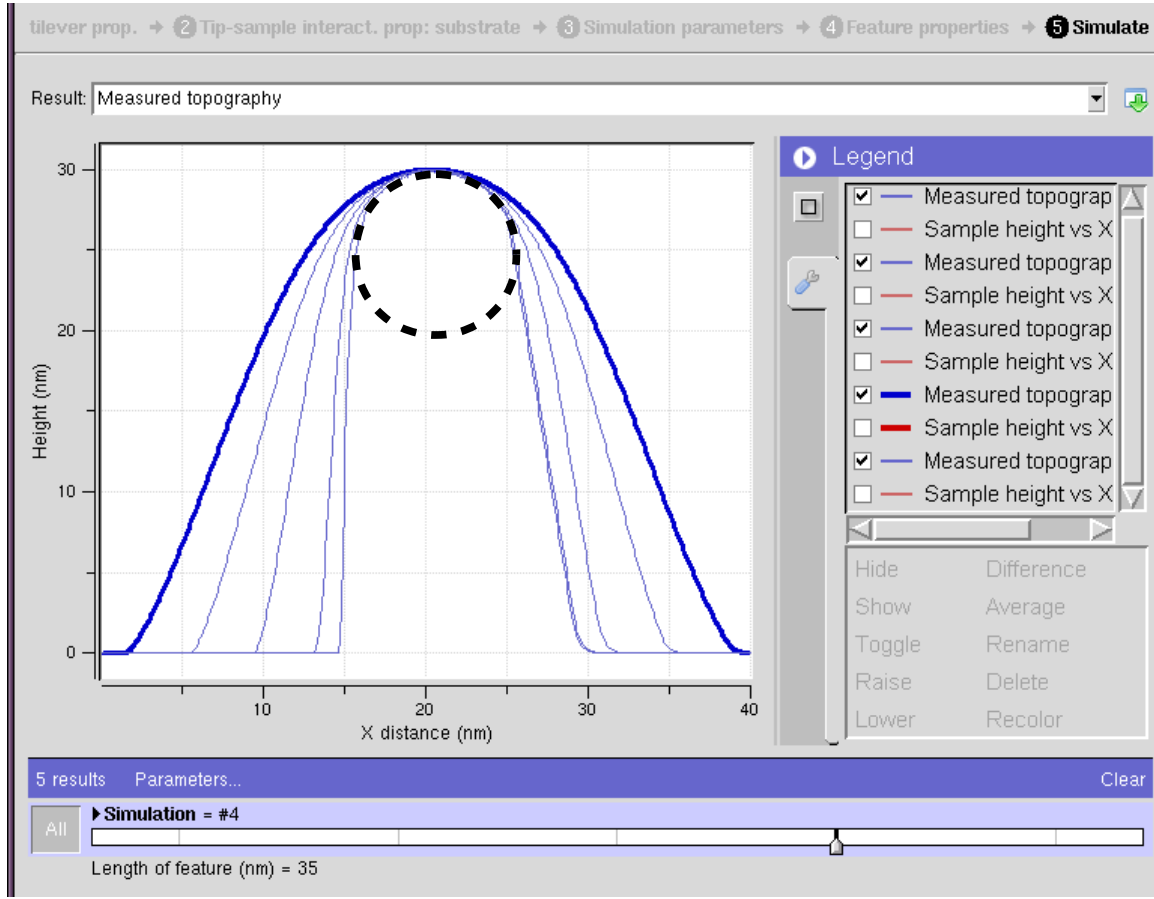 tilever prop. → 2 Tip-sample interact. prop: substrate → 3 Simulation parameters → 4 Feature properties → 5 Simulate
Result: Measured topography
Legend
Measured topograp
Sample height vs X
Measured topograp
Sample height vs X
Measured topograp
Sample height vs X
Measured topograp
Sample height vs X
Measured topograp
Sample height vs X
Hide Difference
Show Average
Toggle Rename
Raise Delete
Lower Recolor
30
20
10
0
Height (nm)
10 20 30 40
X distance (nm)
5 results Parameters... Clear
All
Simulation = #4
Length of feature (nm) = 35